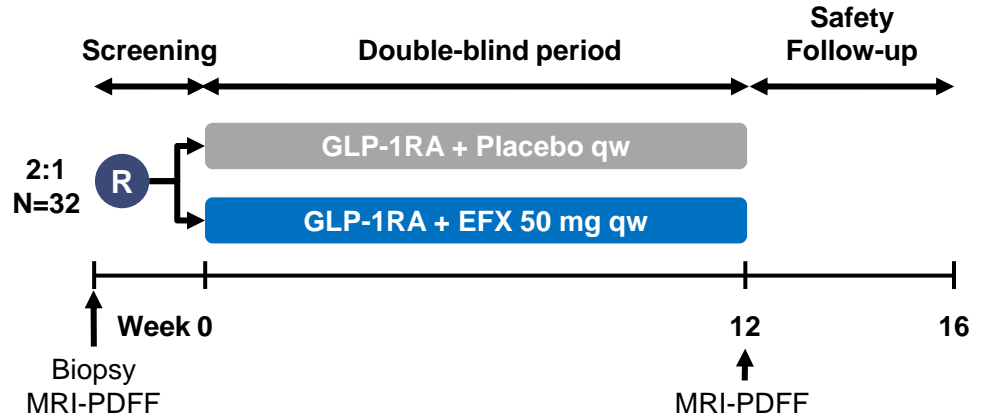 Screening
Double-blind period
Safety
Follow-up
2:1
N=32
R
GLP-1RA + Placebo qw
GLP-1RA + EFX 50 mg qw
Week 0
12
16
Biopsy
MRI-PDFF
MRI-PDFF